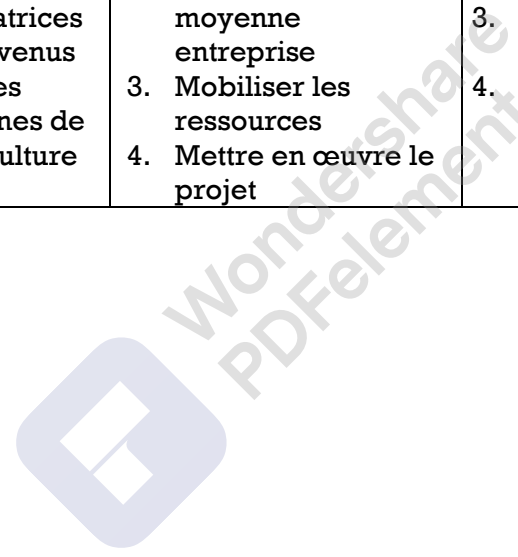 atrices
venus
es
nes de
ulture
moyenne
entreprise
3. Mobiliser les
ressources
4. Mettre en œuvre le
projet
3.
4.
Wondershare
PDFelement